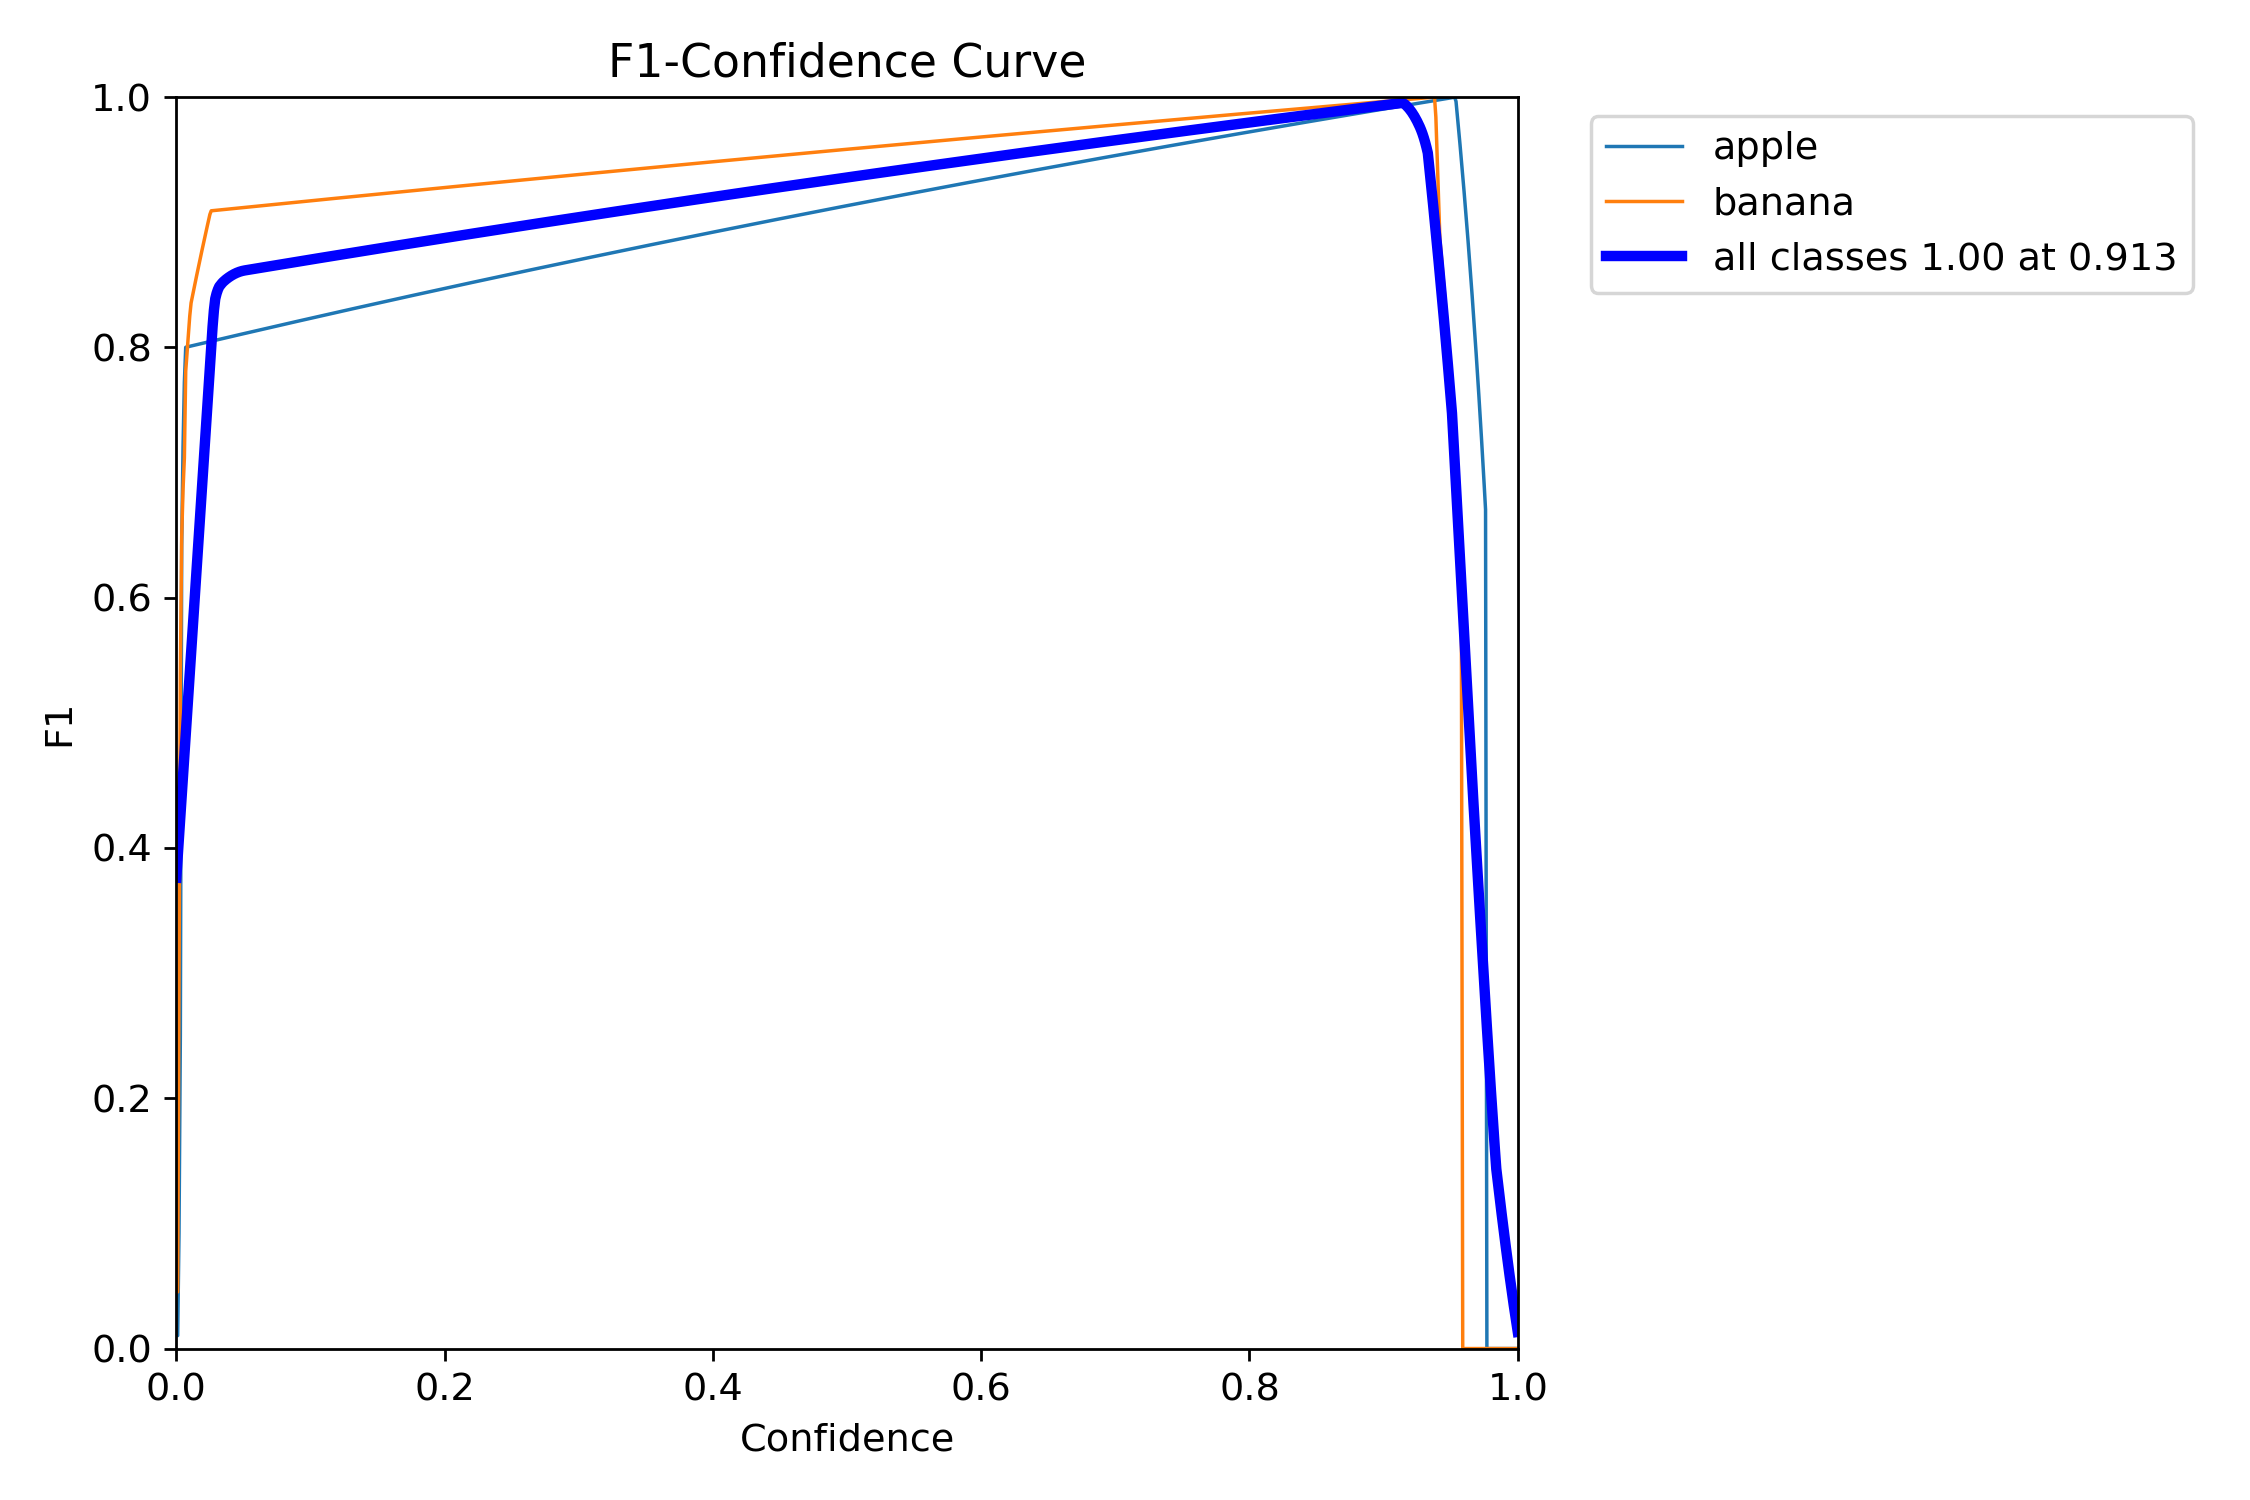 F1-Confidence Curve
1.0
0.8
0.6
0.4
0.2
0.0
F1
0.0 0.2 0.4 0.6 0.8 1.0
Confidence
apple
banana
all classes 1.00 at 0.913